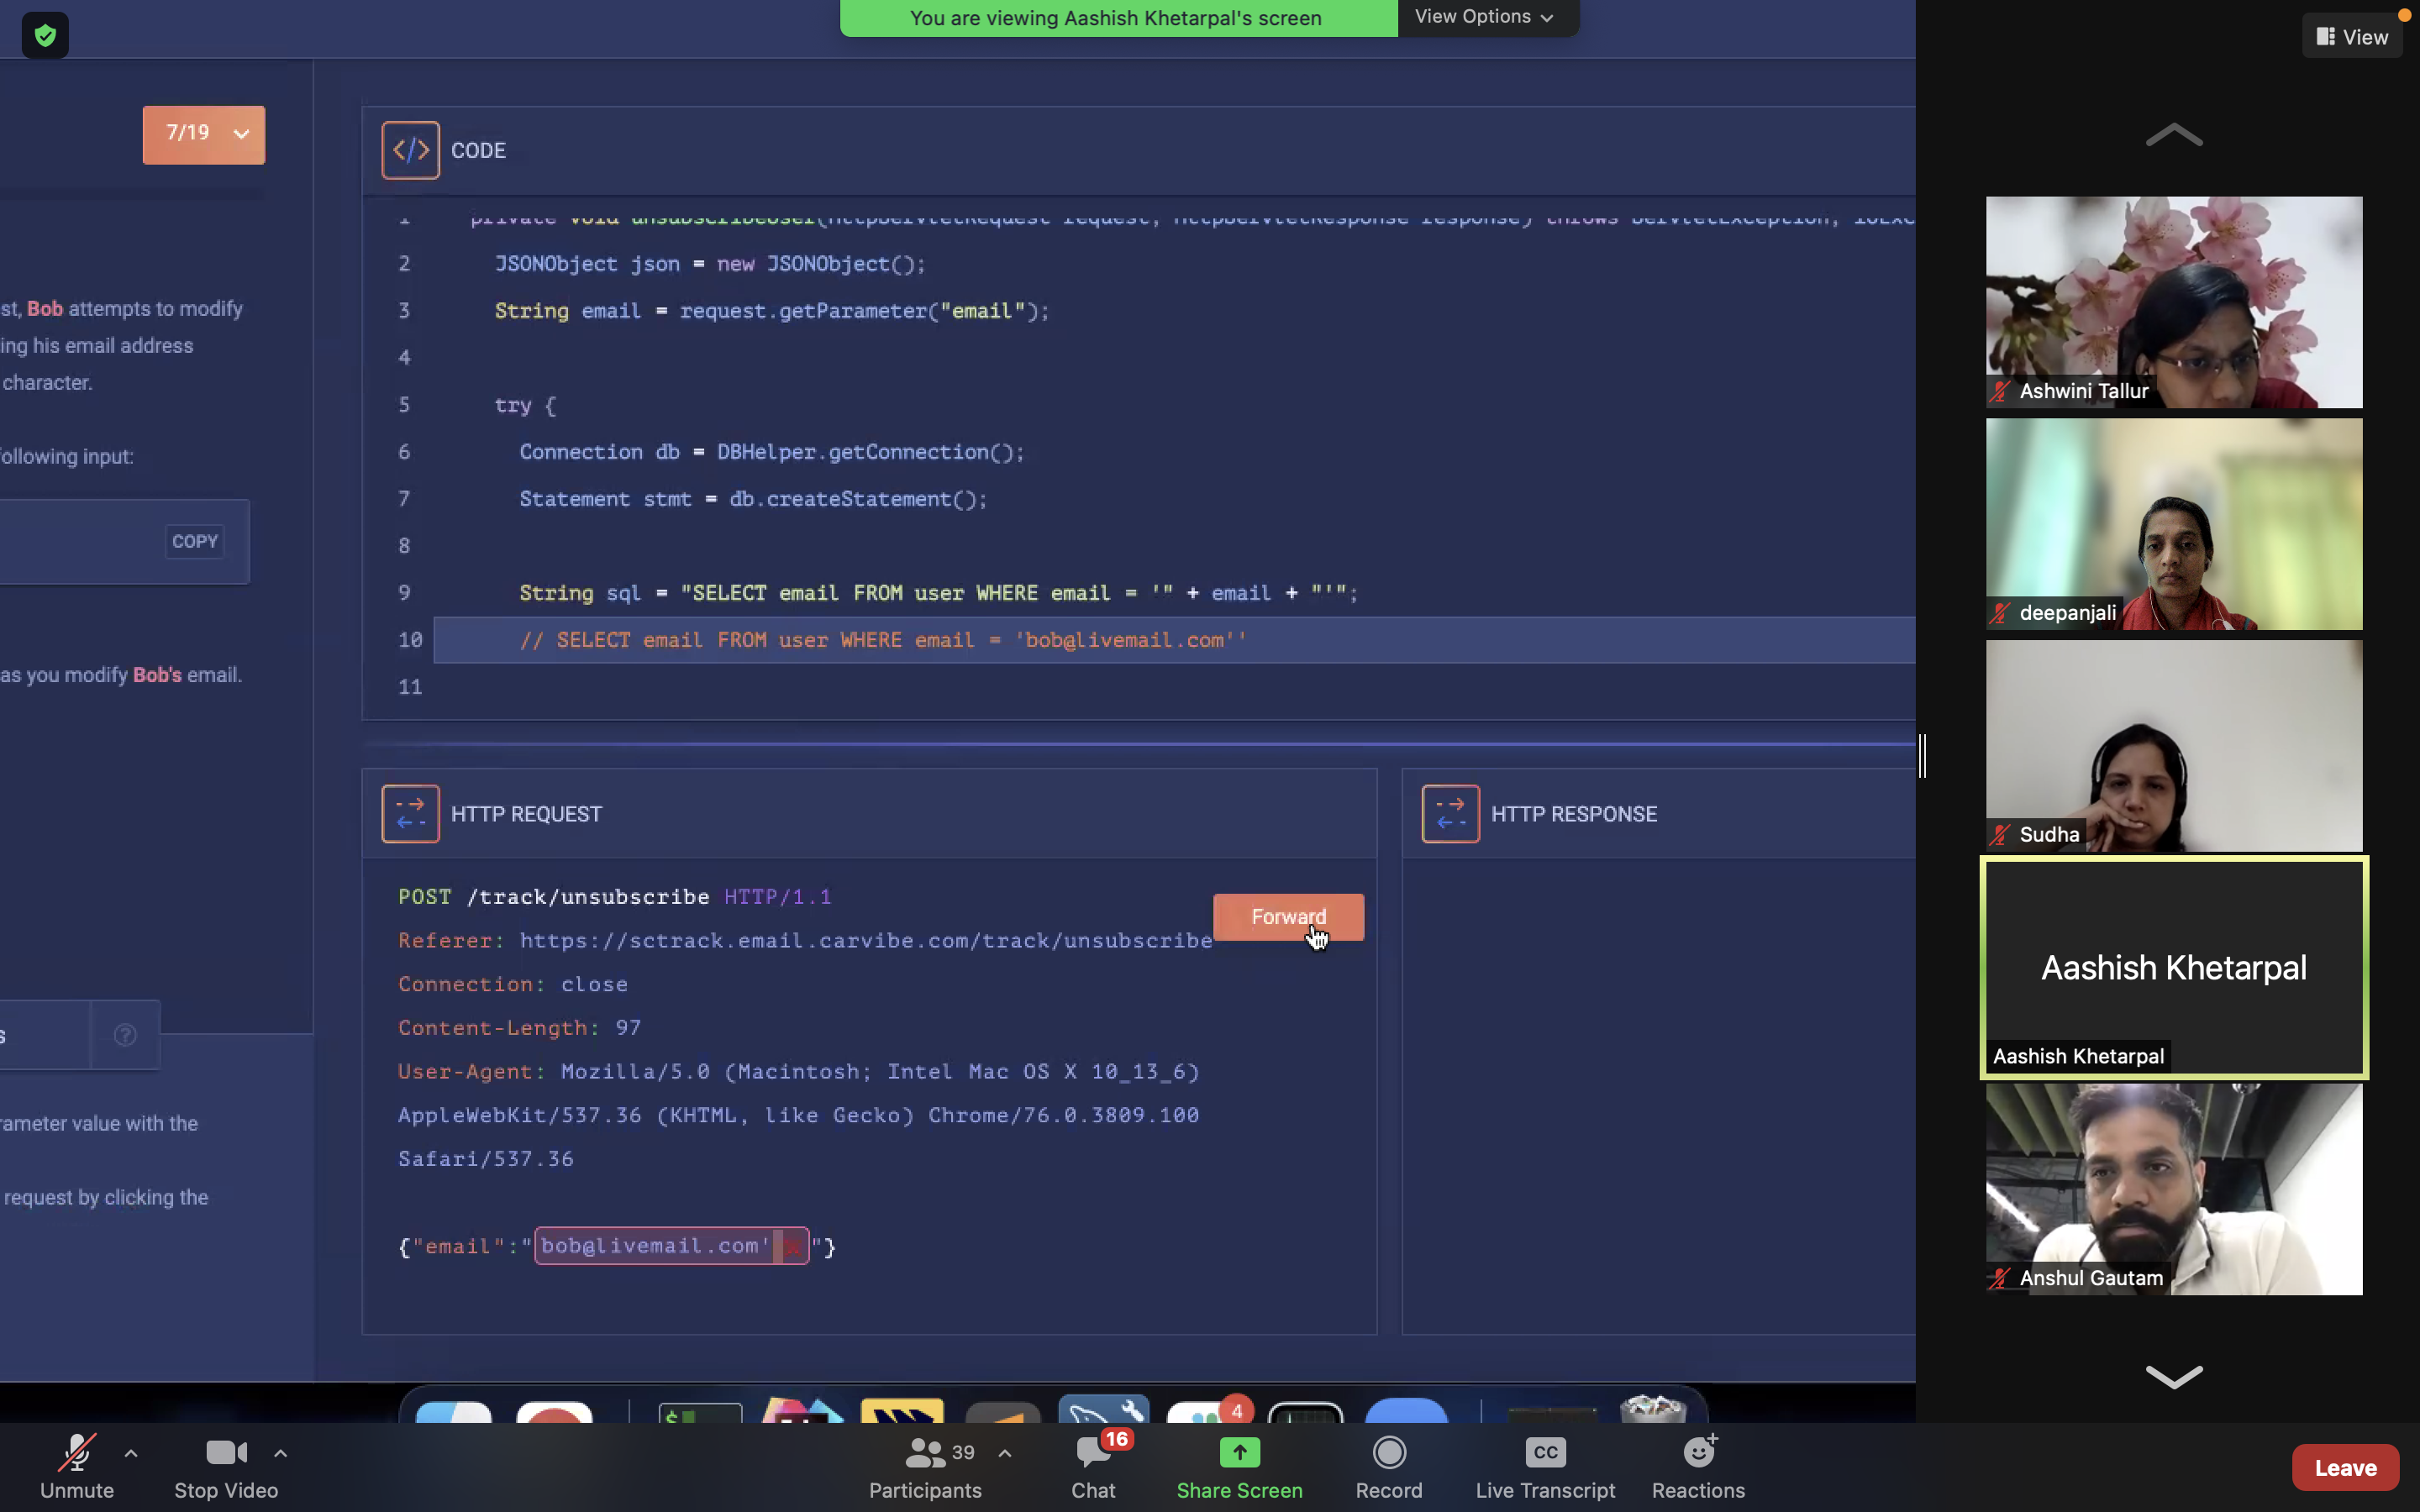 You are viewing Aashish Khetarpal's screen
View Options
View
7/19
st, Bob attempts to modify
ing his email address
character.
ollowing input:
COPY
as you modify Bob's email.
s
?
rameter value with the
request by clicking the
</> CODE
1 private void unsubscribeUser(HttpServletRequest request, HttpServletResponse response) throws ServletException, IOExc
2 JSONObject json = new JSONObject();
3 String email = request.getParameter("email");
4
5 try {
6 Connection db = DBHelper.getConnection();
7 Statement stmt = db.createStatement();
8
9 String sql = "SELECT email FROM user WHERE email = '" + email + "'";
10 // SELECT email FROM user WHERE email = 'bob@livemail.com''
11
HTTP REQUEST
POST /track/unsubscribe HTTP/1.1
Forward
Referer: https://sctrack.email.carvibe.com/track/unsubscribe
Connection: close
Content-Length: 97
User-Agent: Mozilla/5.0 (Macintosh; Intel Mac OS X 10_13_6)
AppleWebKit/537.36 (KHTML, like Gecko) Chrome/76.0.3809.100
Safari/537.36
{"email":"bob@livemail.com'"}
HTTP RESPONSE
Ashwini Tallur
deepanjali
Sudha
Aashish Khetarpal
Aashish Khetarpal
Anshul Gautam
$
4
Unmute
Stop Video
39
Participants
16
Chat
Share Screen
Record
CC
Live Transcript
Reactions
Leave